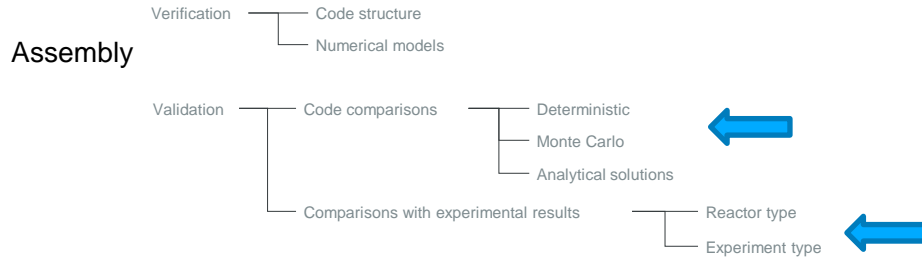 Verification
Code structure
Numerical models
Assembly
Validation
Code comparisons
Deterministic
Monte Carlo
Analytical solutions
Comparisons with experimental results
Reactor type
Experiment type